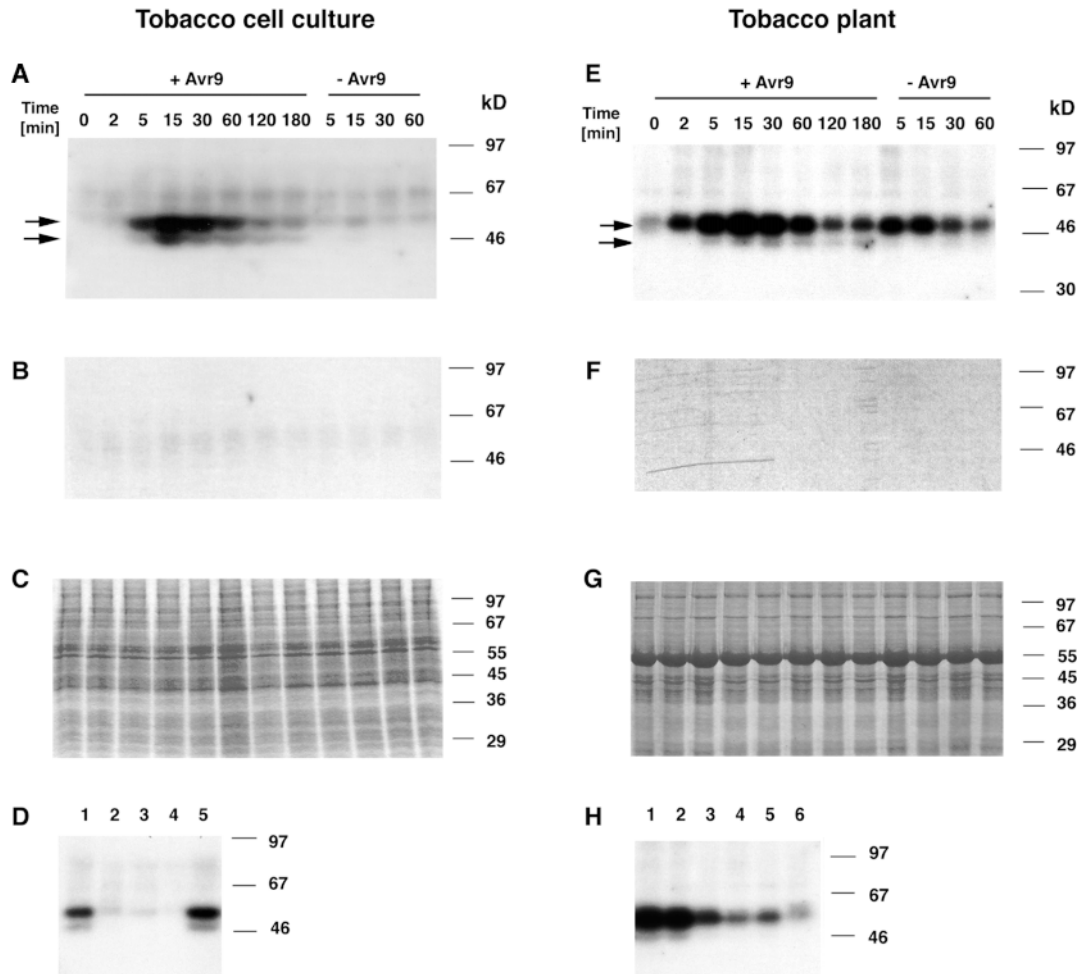 Tobacco cell culture
Tobacco plant
A
+ Avr9
- Avr9
kD
Time
[min]
0 2 5 15 30 60 120 180 5 15 30 60
97
67
46
E
+ Avr9
- Avr9
kD
Time
[min]
0 2 5 15 30 60 120 180 5 15 30 60
97
67
46
30
B
97
67
46
F
97
67
46
C
97
67
55
45
36
29
G
97
67
55
45
36
29
D
1 2 3 4 5
97
67
46
H
1 2 3 4 5 6
97
67
46